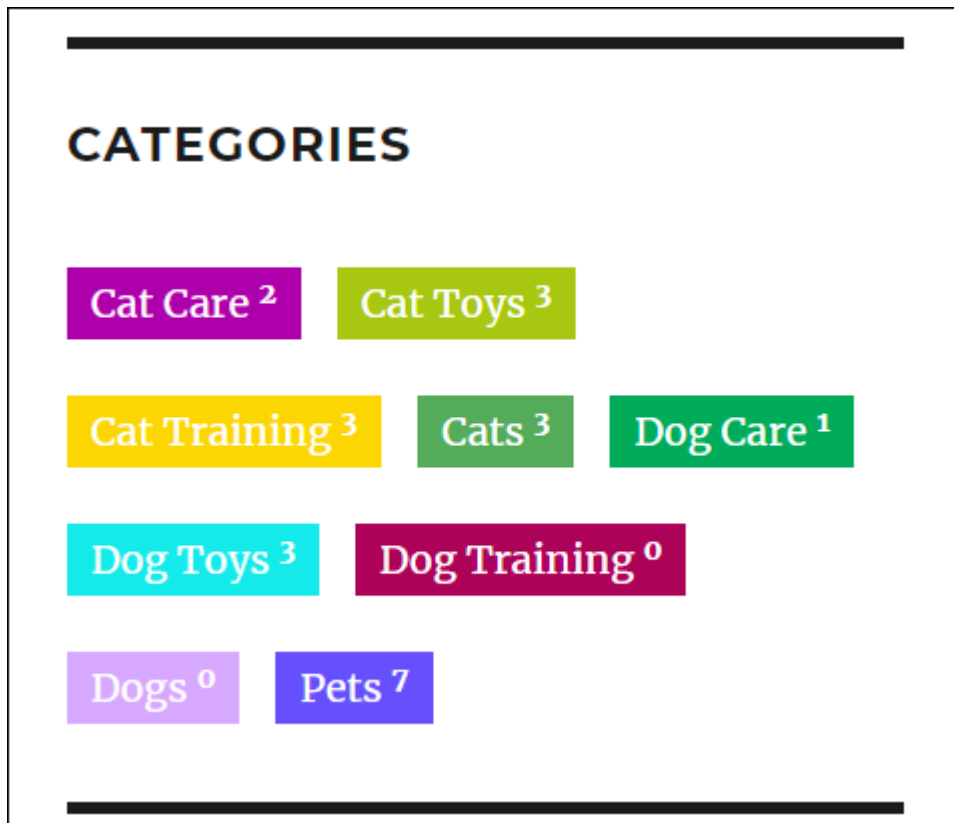 CATEGORIES
Cat Care ² Cat Toys ³
Cat Training ³ Cats ³ Dog Care ¹
Dog Toys ³ Dog Training ⁰
Dogs ⁰ Pets ⁷